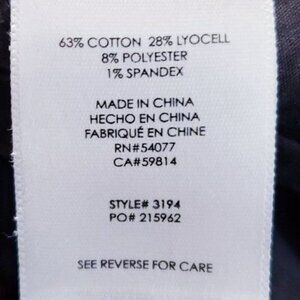 63% COTTON 28% LYOCELL
8% POLYESTER
1% SPANDEX
MADE IN CHINA
HECHO EN CHINA
FABRIQUÉ EN CHINE
RN#54077
CA#59814
STYLE# 3194
PO# 215962
SEE REVERSE FOR CARE